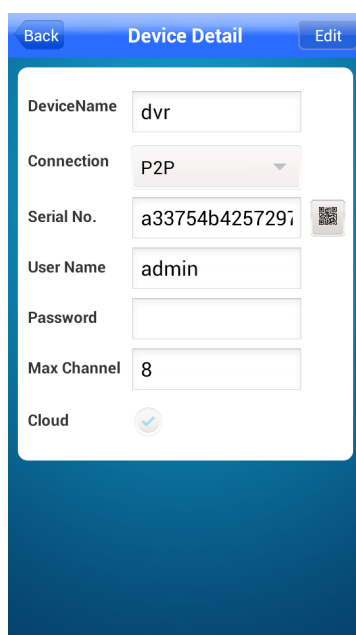 Back Device Detail Edit
DeviceName dvr
Connection P2P
Serial No. a33754b4257297
User Name admin
Password
Max Channel 8
Cloud